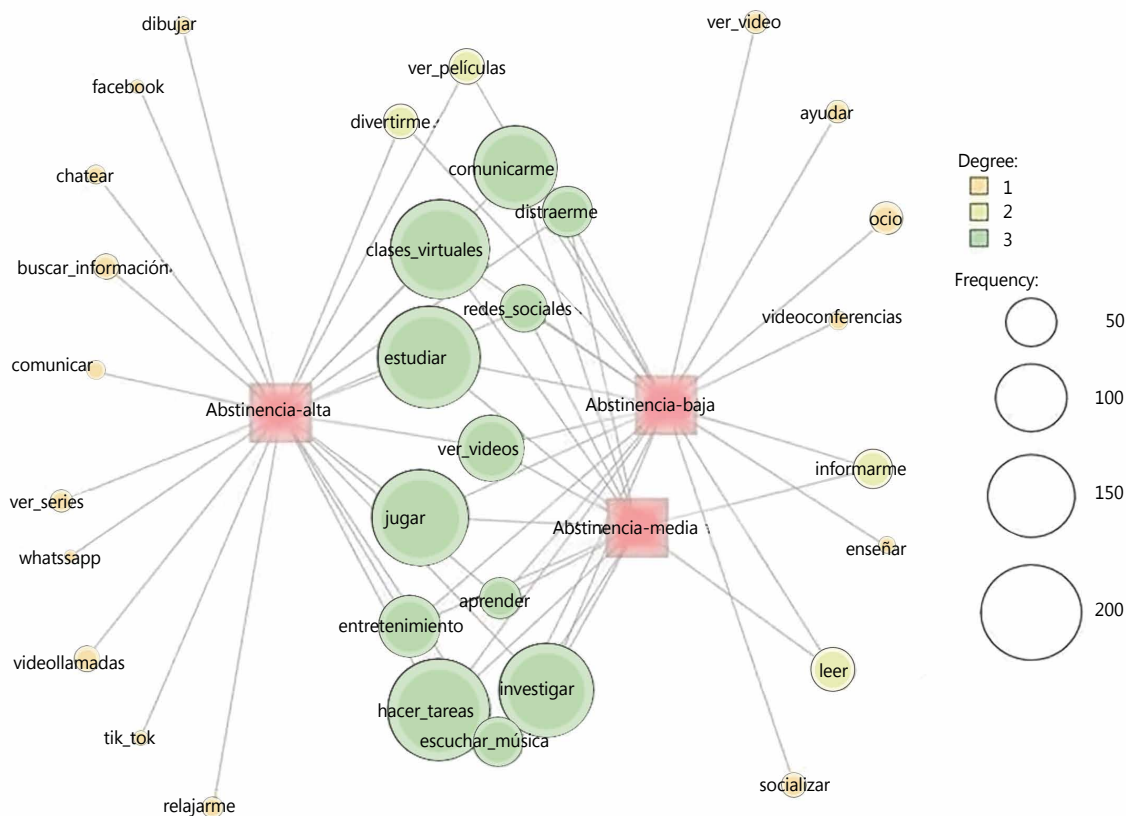 dibujar
ver_video
ver_películas
facebook
ayudar
divertirme
comunicarme
Degree:
1
chatear
distraerme
2
ocio
3
clases_virtuales
buscar_información
Frequency:
redes_sociales
videoconferencias
50
estudiar
comunicar
100
Abstinencia-alta
Abstinencia-baja
ver_videos
informarme
150
ver_series
jugar
Abstinencia-media
enseñar
whatssapp
aprender
200
entretenimiento
videollamadas
leer
investigar
hacer_tareas
tik_tok
escuchar_música
socializar
relajarme